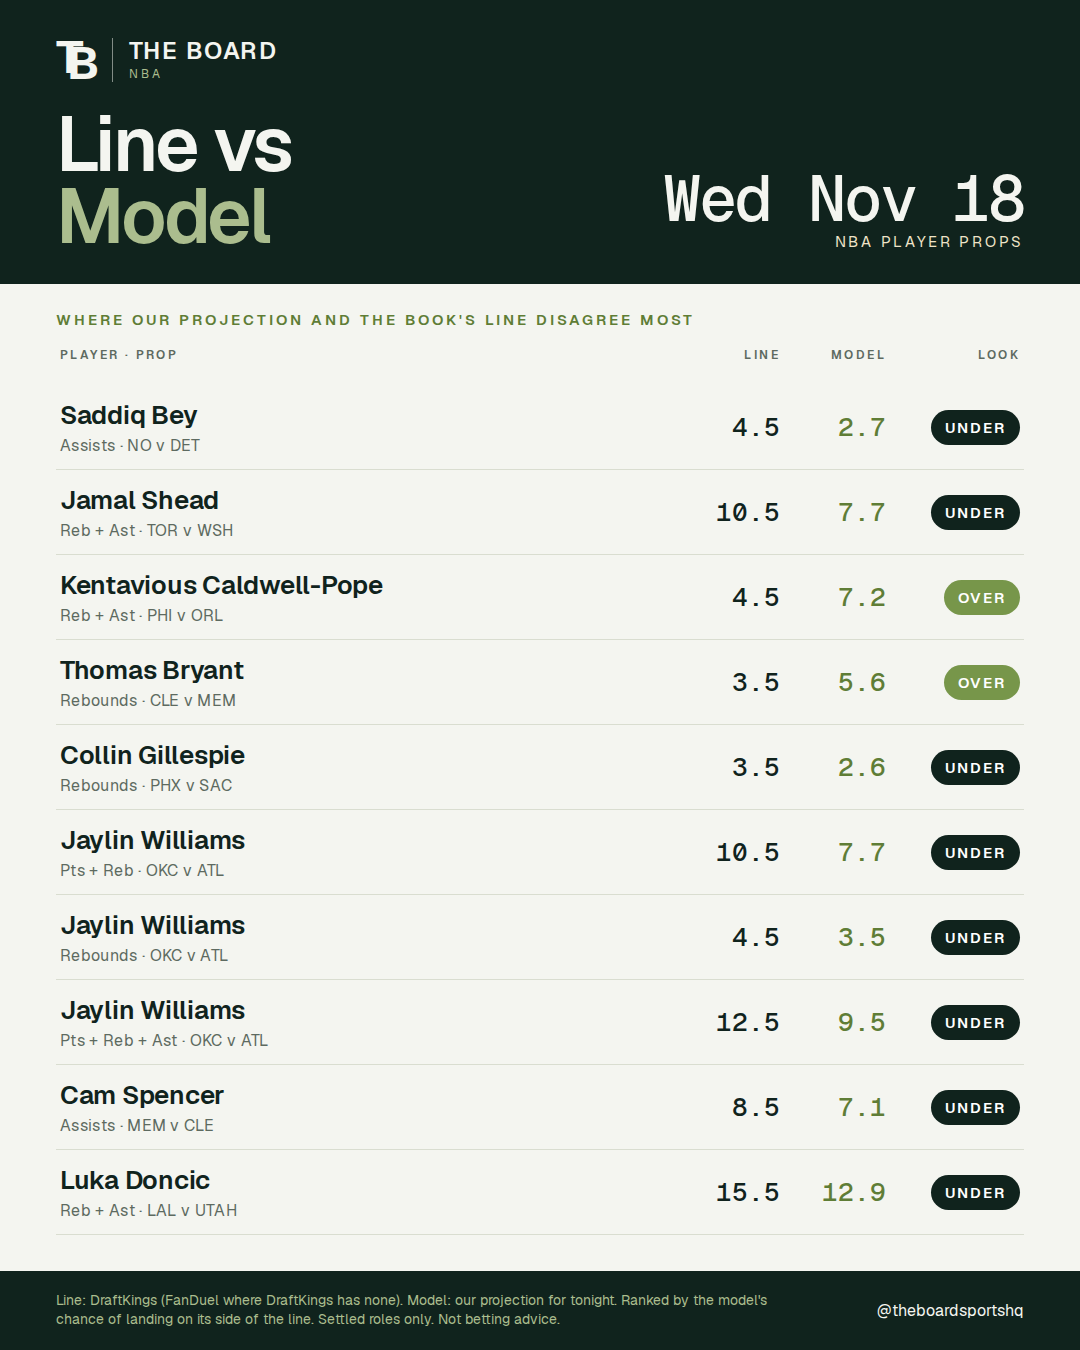 TB
THE BOARD
NBA
Line vs
Model
Wed Nov 18
NBA PLAYER PROPS
WHERE OUR PROJECTION AND THE BOOK'S LINE DISAGREE MOST
PLAYER · PROP LINE MODEL LOOK
Saddiq Bey
Assists · NO v DET
4.5 2.7 UNDER
Jamal Shead
Reb + Ast · TOR v WSH
10.5 7.7 UNDER
Kentavious Caldwell-Pope
Reb + Ast · PHI v ORL
4.5 7.2 OVER
Thomas Bryant
Rebounds · CLE v MEM
3.5 5.6 OVER
Collin Gillespie
Rebounds · PHX v SAC
3.5 2.6 UNDER
Jaylin Williams
Pts + Reb · OKC v ATL
10.5 7.7 UNDER
Jaylin Williams
Rebounds · OKC v ATL
4.5 3.5 UNDER
Jaylin Williams
Pts + Reb + Ast · OKC v ATL
12.5 9.5 UNDER
Cam Spencer
Assists · MEM v CLE
8.5 7.1 UNDER
Luka Doncic
Reb + Ast · LAL v UTAH
15.5 12.9 UNDER
Line: DraftKings (FanDuel where DraftKings has none). Model: our projection for tonight. Ranked by the model's
chance of landing on its side of the line. Settled roles only. Not betting advice.
@theboardsportshq